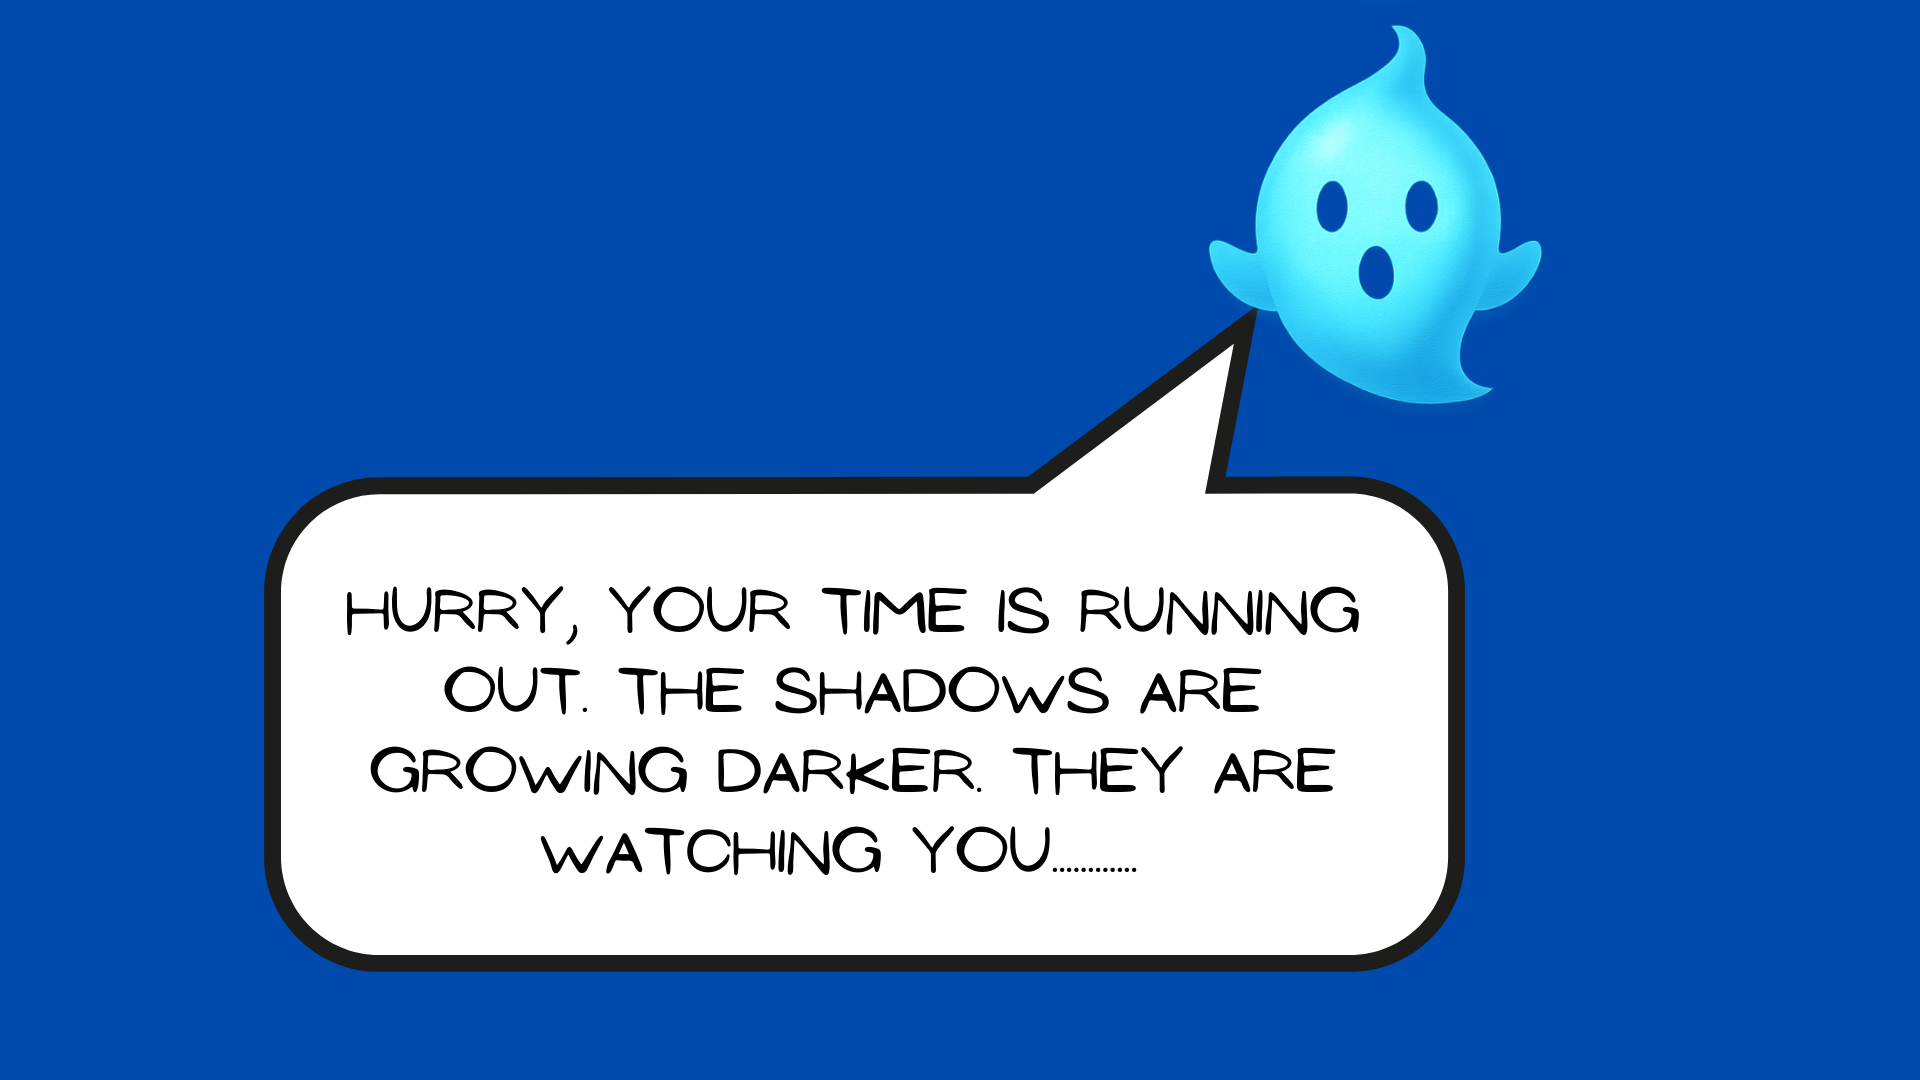 HURRY, YOUR TIME IS RUNNING
OUT. THE SHADOWS ARE
GROWING DARKER. THEY ARE
WATCHING YOU............